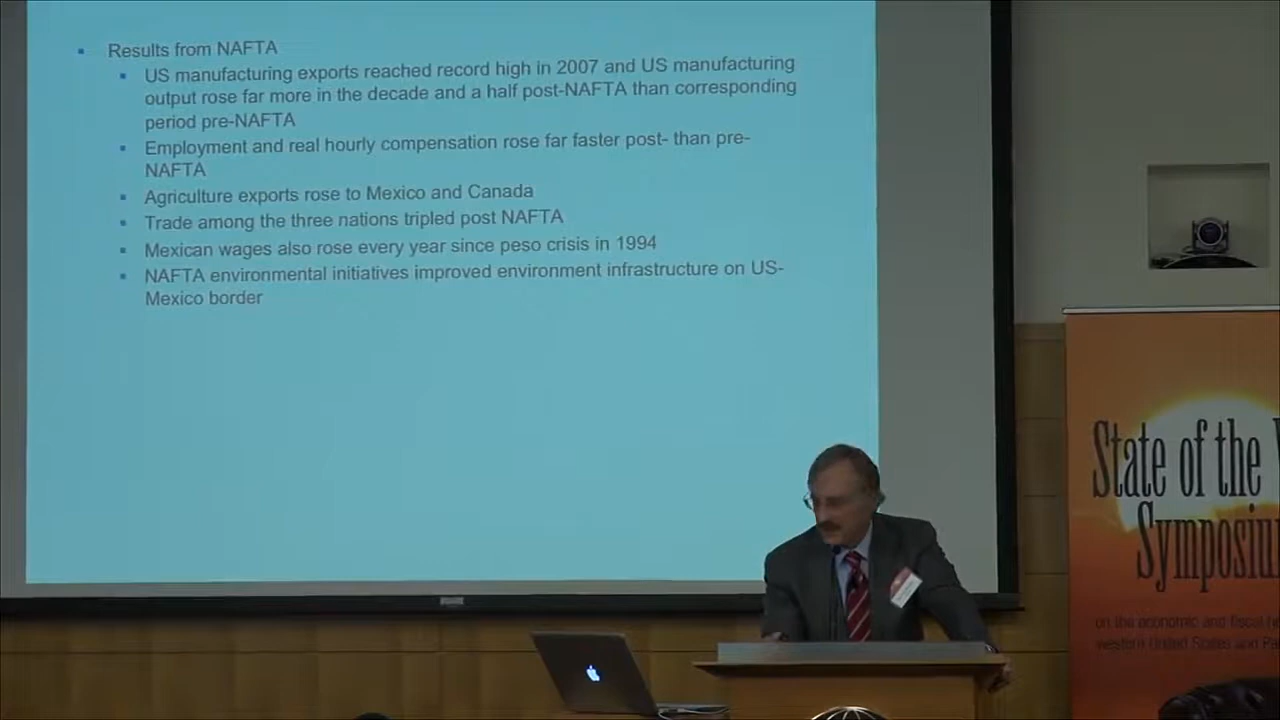 Results from NAFTA
US manufacturing exports reached record high in 2007 and US manufacturing
output rose far more in the decade and a half post-NAFTA than corresponding
period pre-NAFTA
Employment and real hourly compensation rose far faster post- than pre-
NAFTA
Agriculture exports rose to Mexico and Canada
Trade among the three nations tripled post NAFTA
Mexican wages also rose every year since peso crisis in 1994
NAFTA environmental initiatives improved environment infrastructure on US-
Mexico border
State of the
Symposium
on the economic and fiscal
western United States and